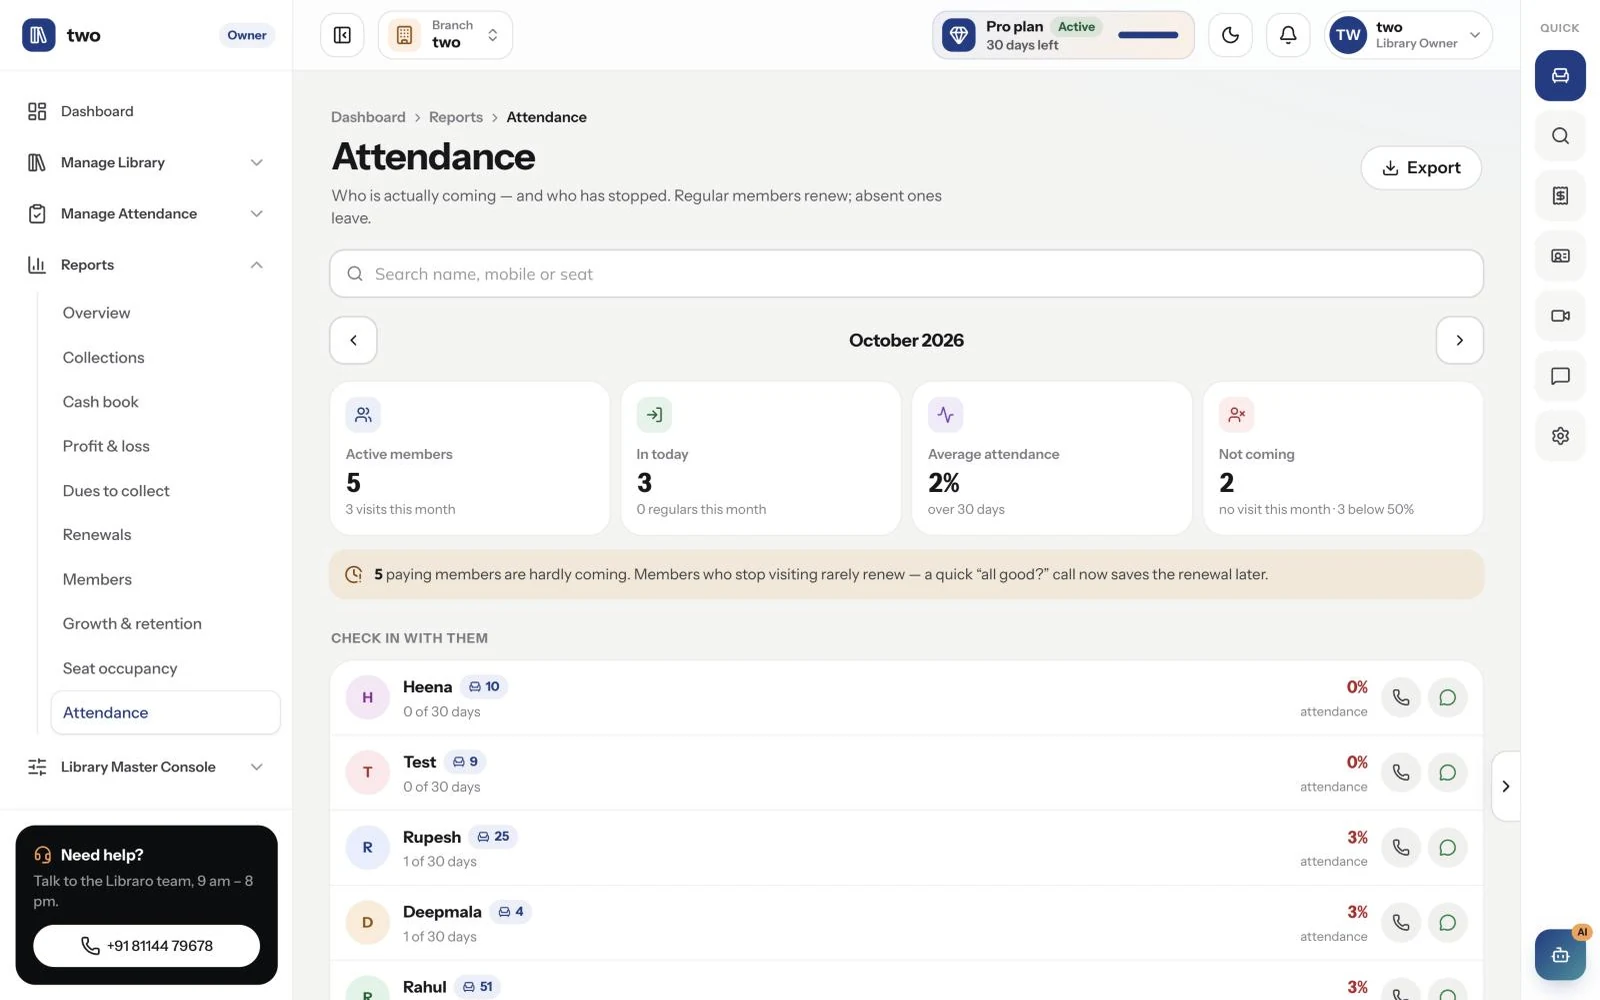 two
Owner
Branch
two
Pro plan
Active
30 days left
TW
two
Library Owner
QUICK
Dashboard
Manage Library
Manage Attendance
Reports
Overview
Collections
Cash book
Profit & loss
Dues to collect
Renewals
Members
Growth & retention
Seat occupancy
Attendance
Library Master Console
Need help?
Talk to the Libraro team, 9 am – 8
pm.
+91 81144 79678
Dashboard > Reports > Attendance
Attendance
Who is actually coming — and who has stopped. Regular members renew; absent ones
leave.
Export
Search name, mobile or seat
October 2026
Active members
5
3 visits this month
In today
3
0 regulars this month
Average attendance
2%
over 30 days
Not coming
2
no visit this month · 3 below 50%
5 paying members are hardly coming. Members who stop visiting rarely renew — a quick “all good?” call now saves the renewal later.
CHECK IN WITH THEM
H
Heena
10
0 of 30 days
0%
attendance
T
Test
9
0 of 30 days
0%
attendance
R
Rupesh
25
1 of 30 days
3%
attendance
D
Deepmala
4
1 of 30 days
3%
attendance
R
Rahul
51
3%
AI